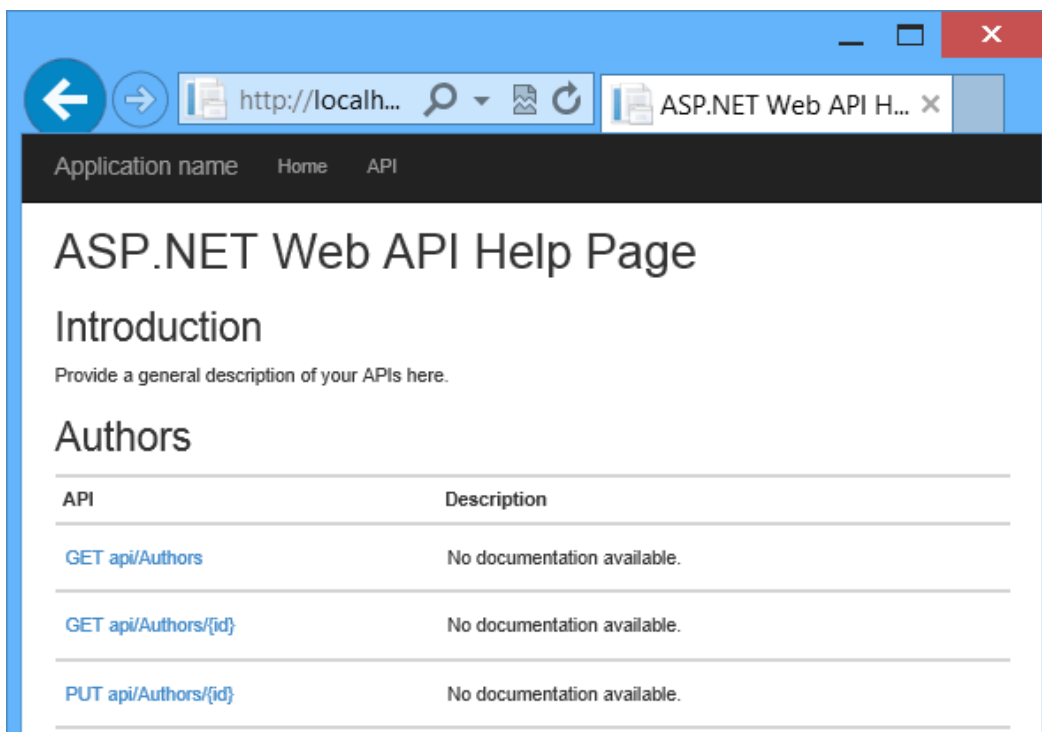 http://localh...
ASP.NET Web API H...
Application name Home API
ASP.NET Web API Help Page
Introduction
Provide a general description of your APIs here.
Authors
API Description
GET api/Authors No documentation available.
GET api/Authors/{id} No documentation available.
PUT api/Authors/{id} No documentation available.